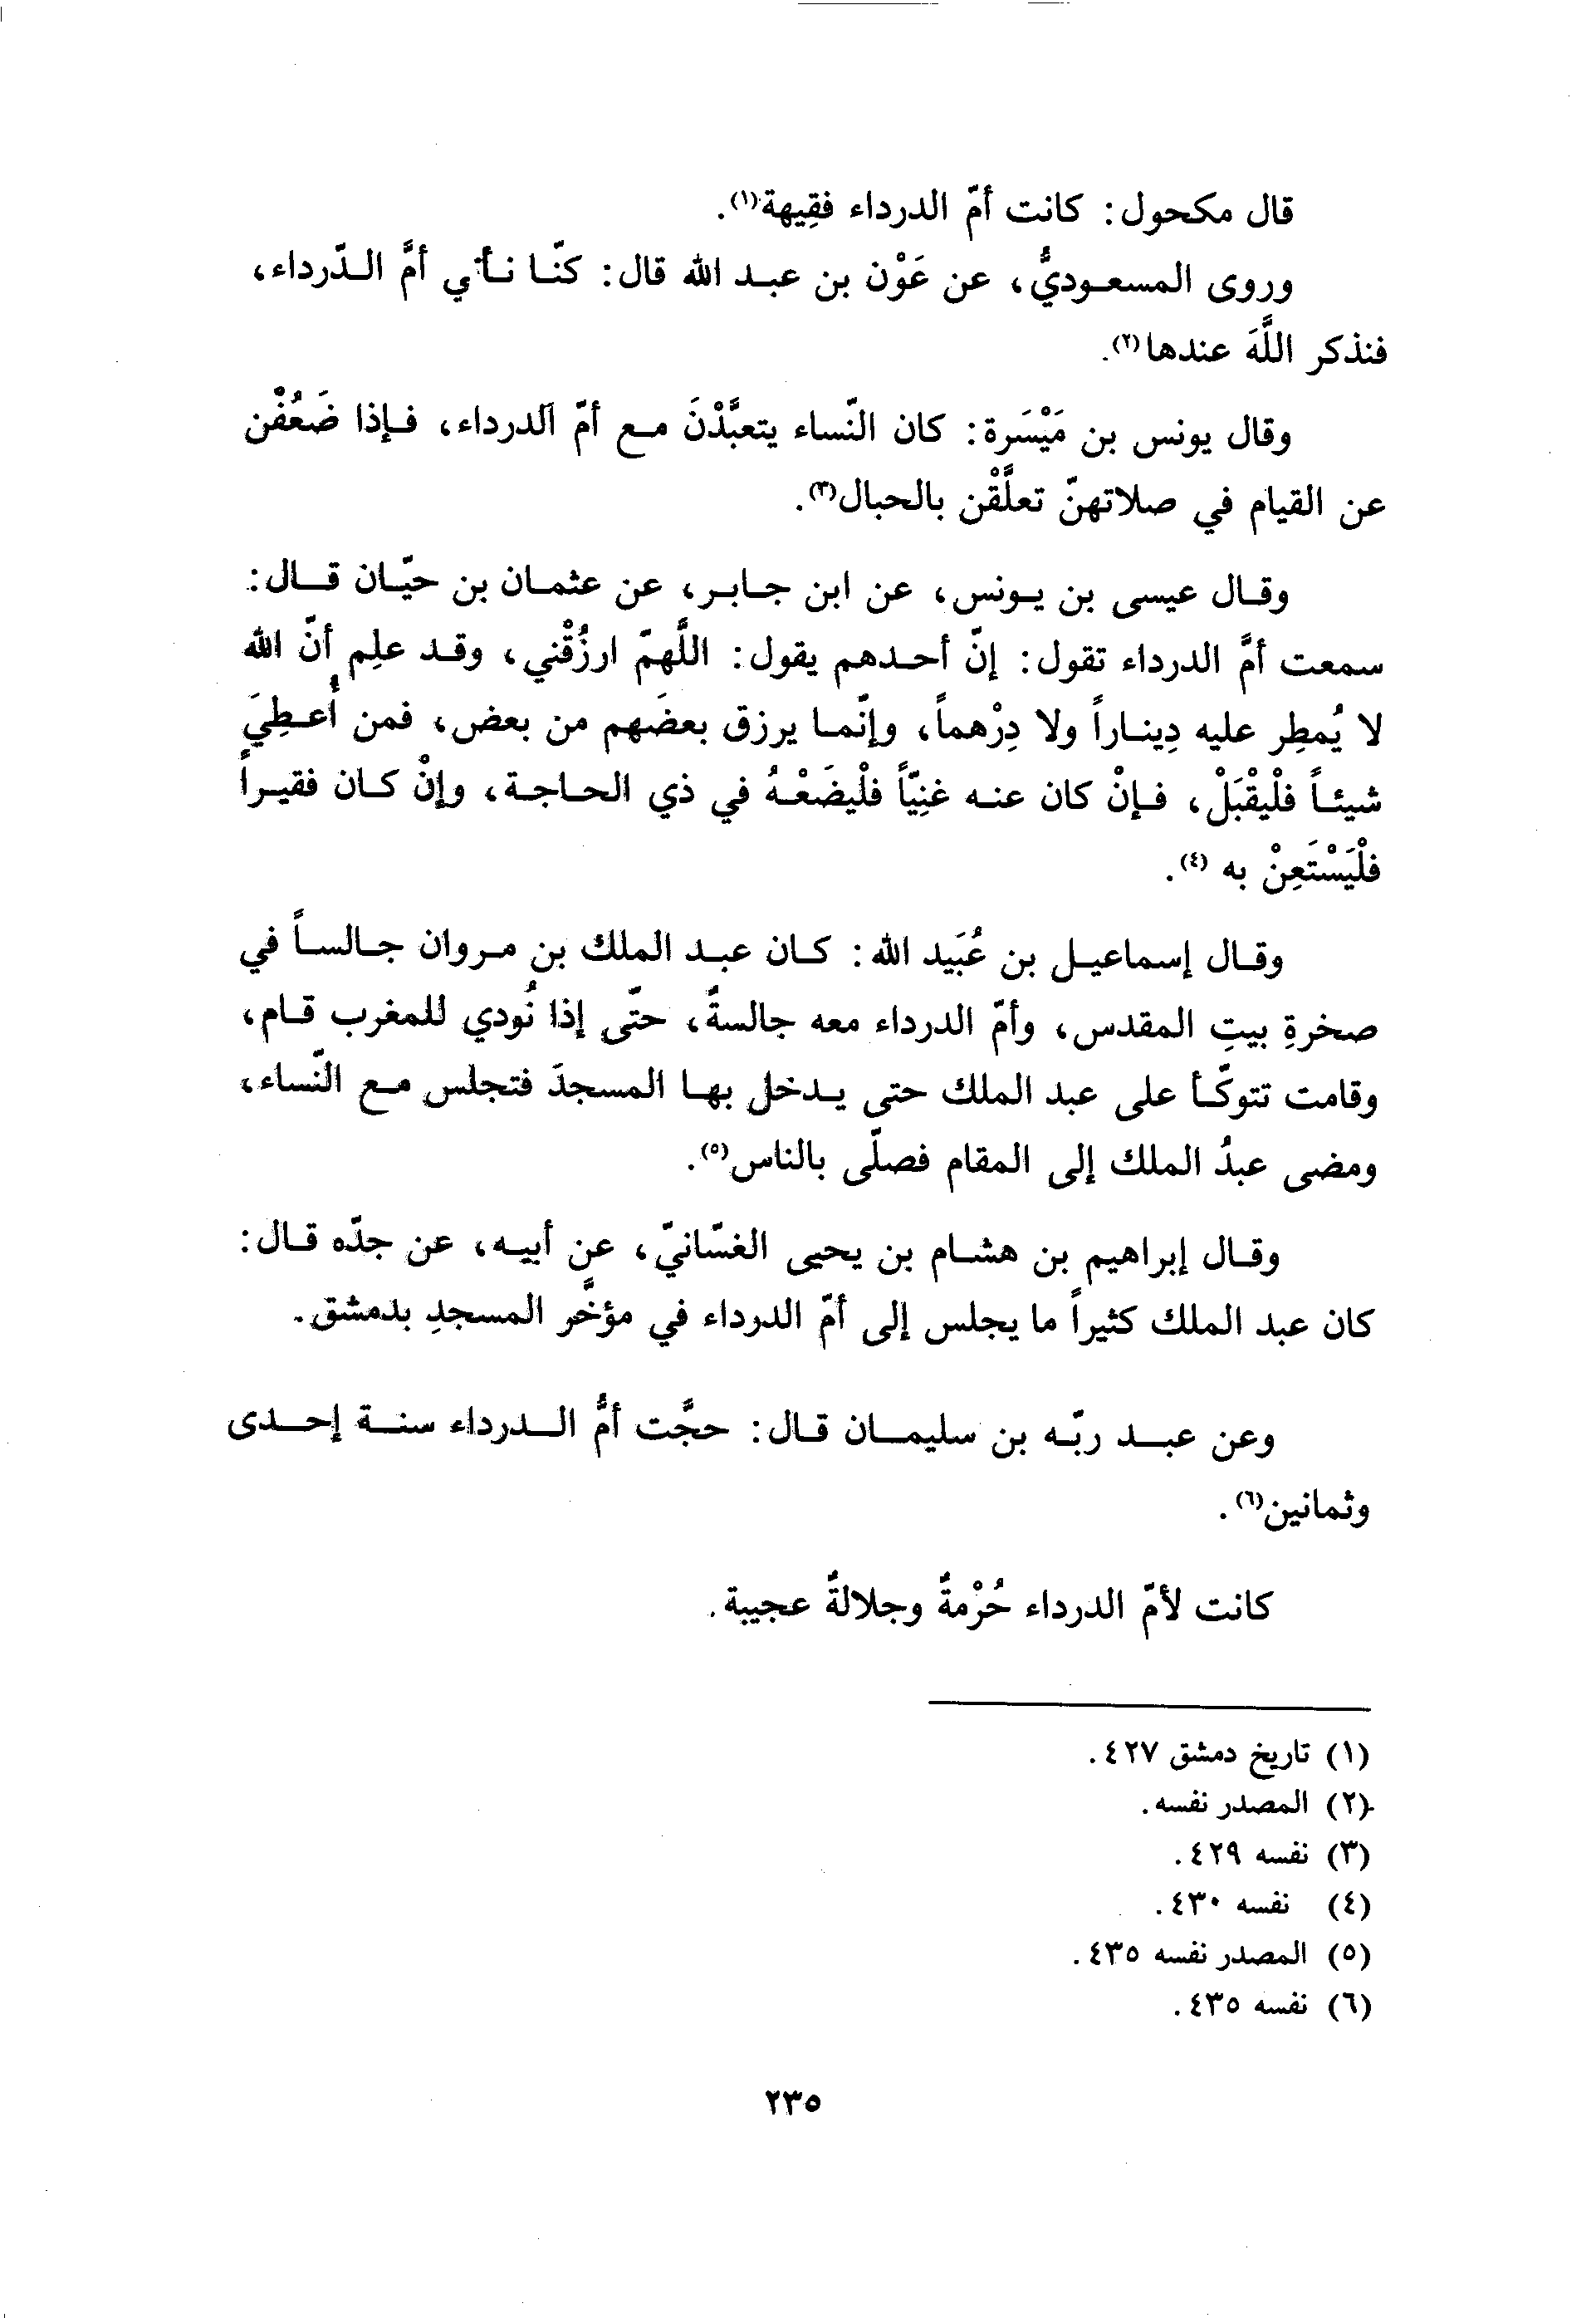 قال مكحول: كانت أمّ الدرداء فقِيهة(١).
وروى المسعوديُّ، عن عَوْن بن عبد الله قال: كنّا نأتي أمَّ الدّرداء،
فنذكر اللَّهَ عندها(٢).
وقال يونس بن مَيْسَرة: كان النّساء يتعبَّدْنَ مع أمّ الدرداء، فإذا ضَعُفْن
عن القيام في صلاتهنّ تعلَّقْن بالحبال(٣).
وقال عيسى بن يونس، عن ابن جابر، عن عثمان بن حيّان قال:
سمعت أمَّ الدرداء تقول: إنّ أحدهم يقول: اللَّهمّ ارزُقْني، وقد علِم أنّ الله
لا يُمطِر عليه دِيناراً ولا دِرْهماً، وإنّما يرزق بعضَهم من بعض، فمن أُعطِيَ
شيئاً فلْيقْبَلْ، فإنْ كان عنه غنِيّاً فلْيضَعْهُ في ذي الحاجة، وإنْ كان فقيراً
فلْيَسْتَعِنْ به (٤).
وقال إسماعيل بن عُبَيد الله: كان عبد الملك بن مروان جالساً في
صخرةِ بيتِ المقدس، وأمّ الدرداء معه جالسةٌ، حتّى إذا نُودي للمغرب قام،
وقامت تتوكّأ على عبد الملك حتى يدخل بها المسجدَ فتجلس مع النّساء،
ومضى عبدُ الملك إلى المقام فصلّى بالناس(٥).
وقال إبراهيم بن هشام بن يحيى الغسّانيّ، عن أبيه، عن جدّه قال:
كان عبد الملك كثيراً ما يجلس إلى أمّ الدرداء في مؤخَّر المسجدِ بدمشق.
وعن عبد ربّه بن سليمان قال: حجَّت أمُّ الدرداء سنة إحدى
وثمانين(٦).
كانت لأمّ الدرداء حُرْمةٌ وجلالةٌ عجيبة.
(١) تاريخ دمشق ٤٢٧.
(٢) المصدر نفسه.
(٣) نفسه ٤٢٩.
(٤) نفسه ٤٣٠.
(٥) المصدر نفسه ٤٣٥.
(٦) نفسه ٤٣٥.
٢٣٥